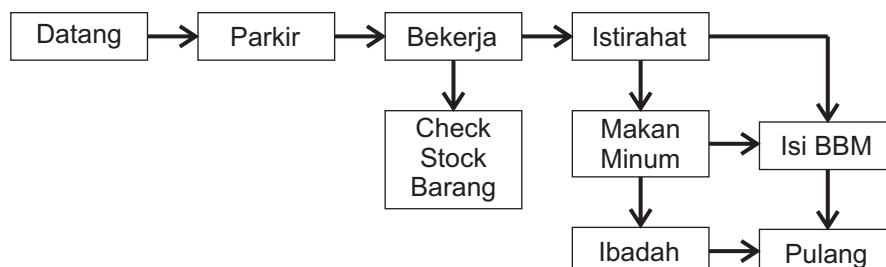 Datang
Parkir
Bekerja
Istirahat
Check
Stock
Barang
Makan
Minum
Isi BBM
Ibadah
Pulang